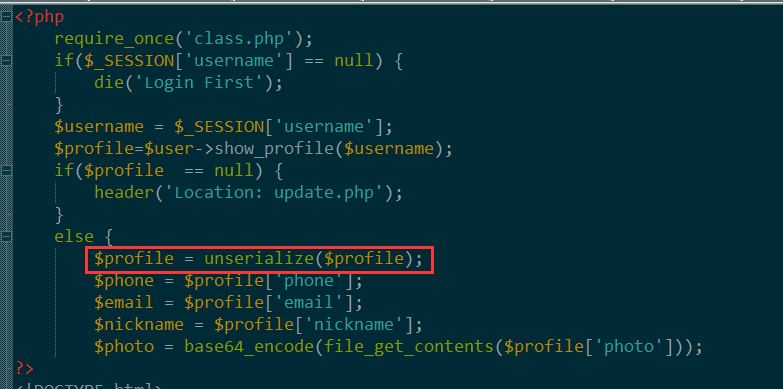 <?php
require_once('class.php');
if($_SESSION['username'] == null) {
die('Login First');
}
$username = $_SESSION['username'];
$profile=$user->show_profile($username);
if($profile  == null) {
header('Location: update.php');
}
else {
$profile = unserialize($profile);
$phone = $profile['phone'];
$email = $profile['email'];
$nickname = $profile['nickname'];
$photo = base64_encode(file_get_contents($profile['photo']));
?>
<!DOCTYPE html>